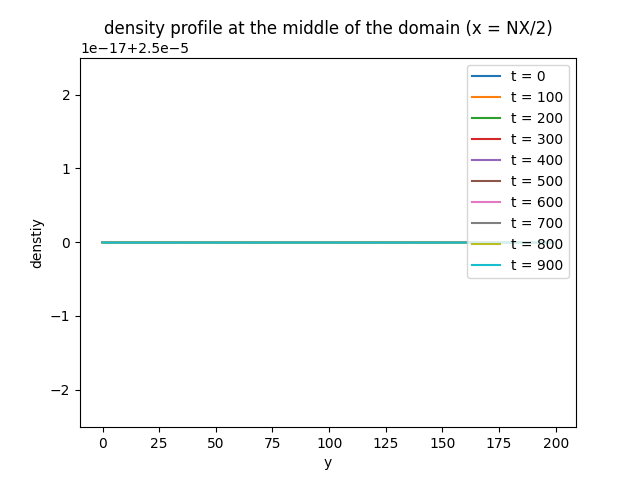 density profile at the middle of the domain (x = NX/2)
1e−17+2.5e−5
t = 0
t = 100
t = 200
t = 300
t = 400
t = 500
t = 600
t = 700
t = 800
t = 900
2
1
0
−1
−2
denstiy
0 25 50 75 100 125 150 175 200
y